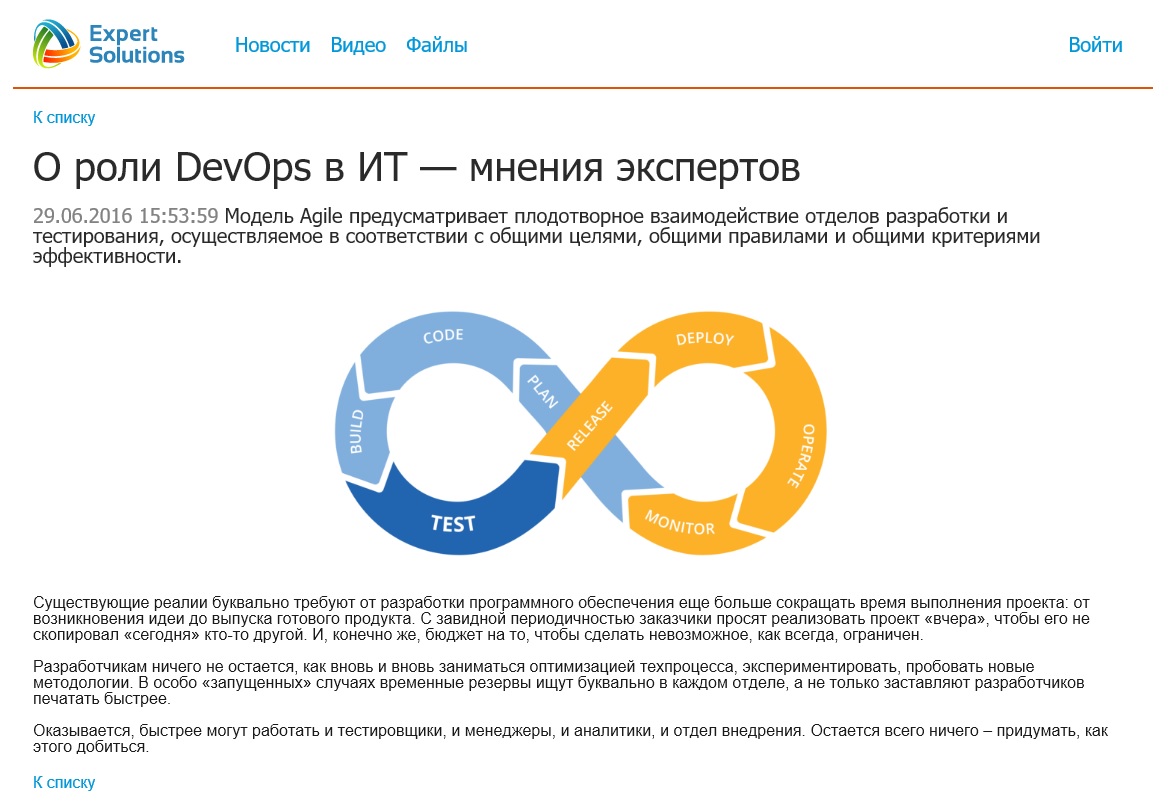 Expert
Solutions
Новости Видео Файлы
Войти
К списку
О роли DevOps в ИТ — мнения экспертов
29.06.2016 15:53:59 Модель Agile предусматривает плодотворное взаимодействие отделов разработки и
тестирования, осуществляемое в соответствии с общими целями, общими правилами и общими критериями
эффективности.
CODE
DEPLOY
PLAN
BUILD
RELEASE
OPERATE
TEST
MONITOR
Существующие реалии буквально требуют от разработки программного обеспечения еще больше сокращать время выполнения проекта: от
возникновения идеи до выпуска готового продукта. С завидной периодичностью заказчики просят реализовать проект «вчера», чтобы его не
скопировал «сегодня» кто-то другой. И, конечно же, бюджет на то, чтобы сделать невозможное, как всегда, ограничен.
Разработчикам ничего не остается, как вновь и вновь заниматься оптимизацией техпроцесса, экспериментировать, пробовать новые
методологии. В особо «запущенных» случаях временные резервы ищут буквально в каждом отделе, а не только заставляют разработчиков
печатать быстрее.
Оказывается, быстрее могут работать и тестировщики, и менеджеры, и аналитики, и отдел внедрения. Остается всего ничего – придумать, как
этого добиться.
К списку